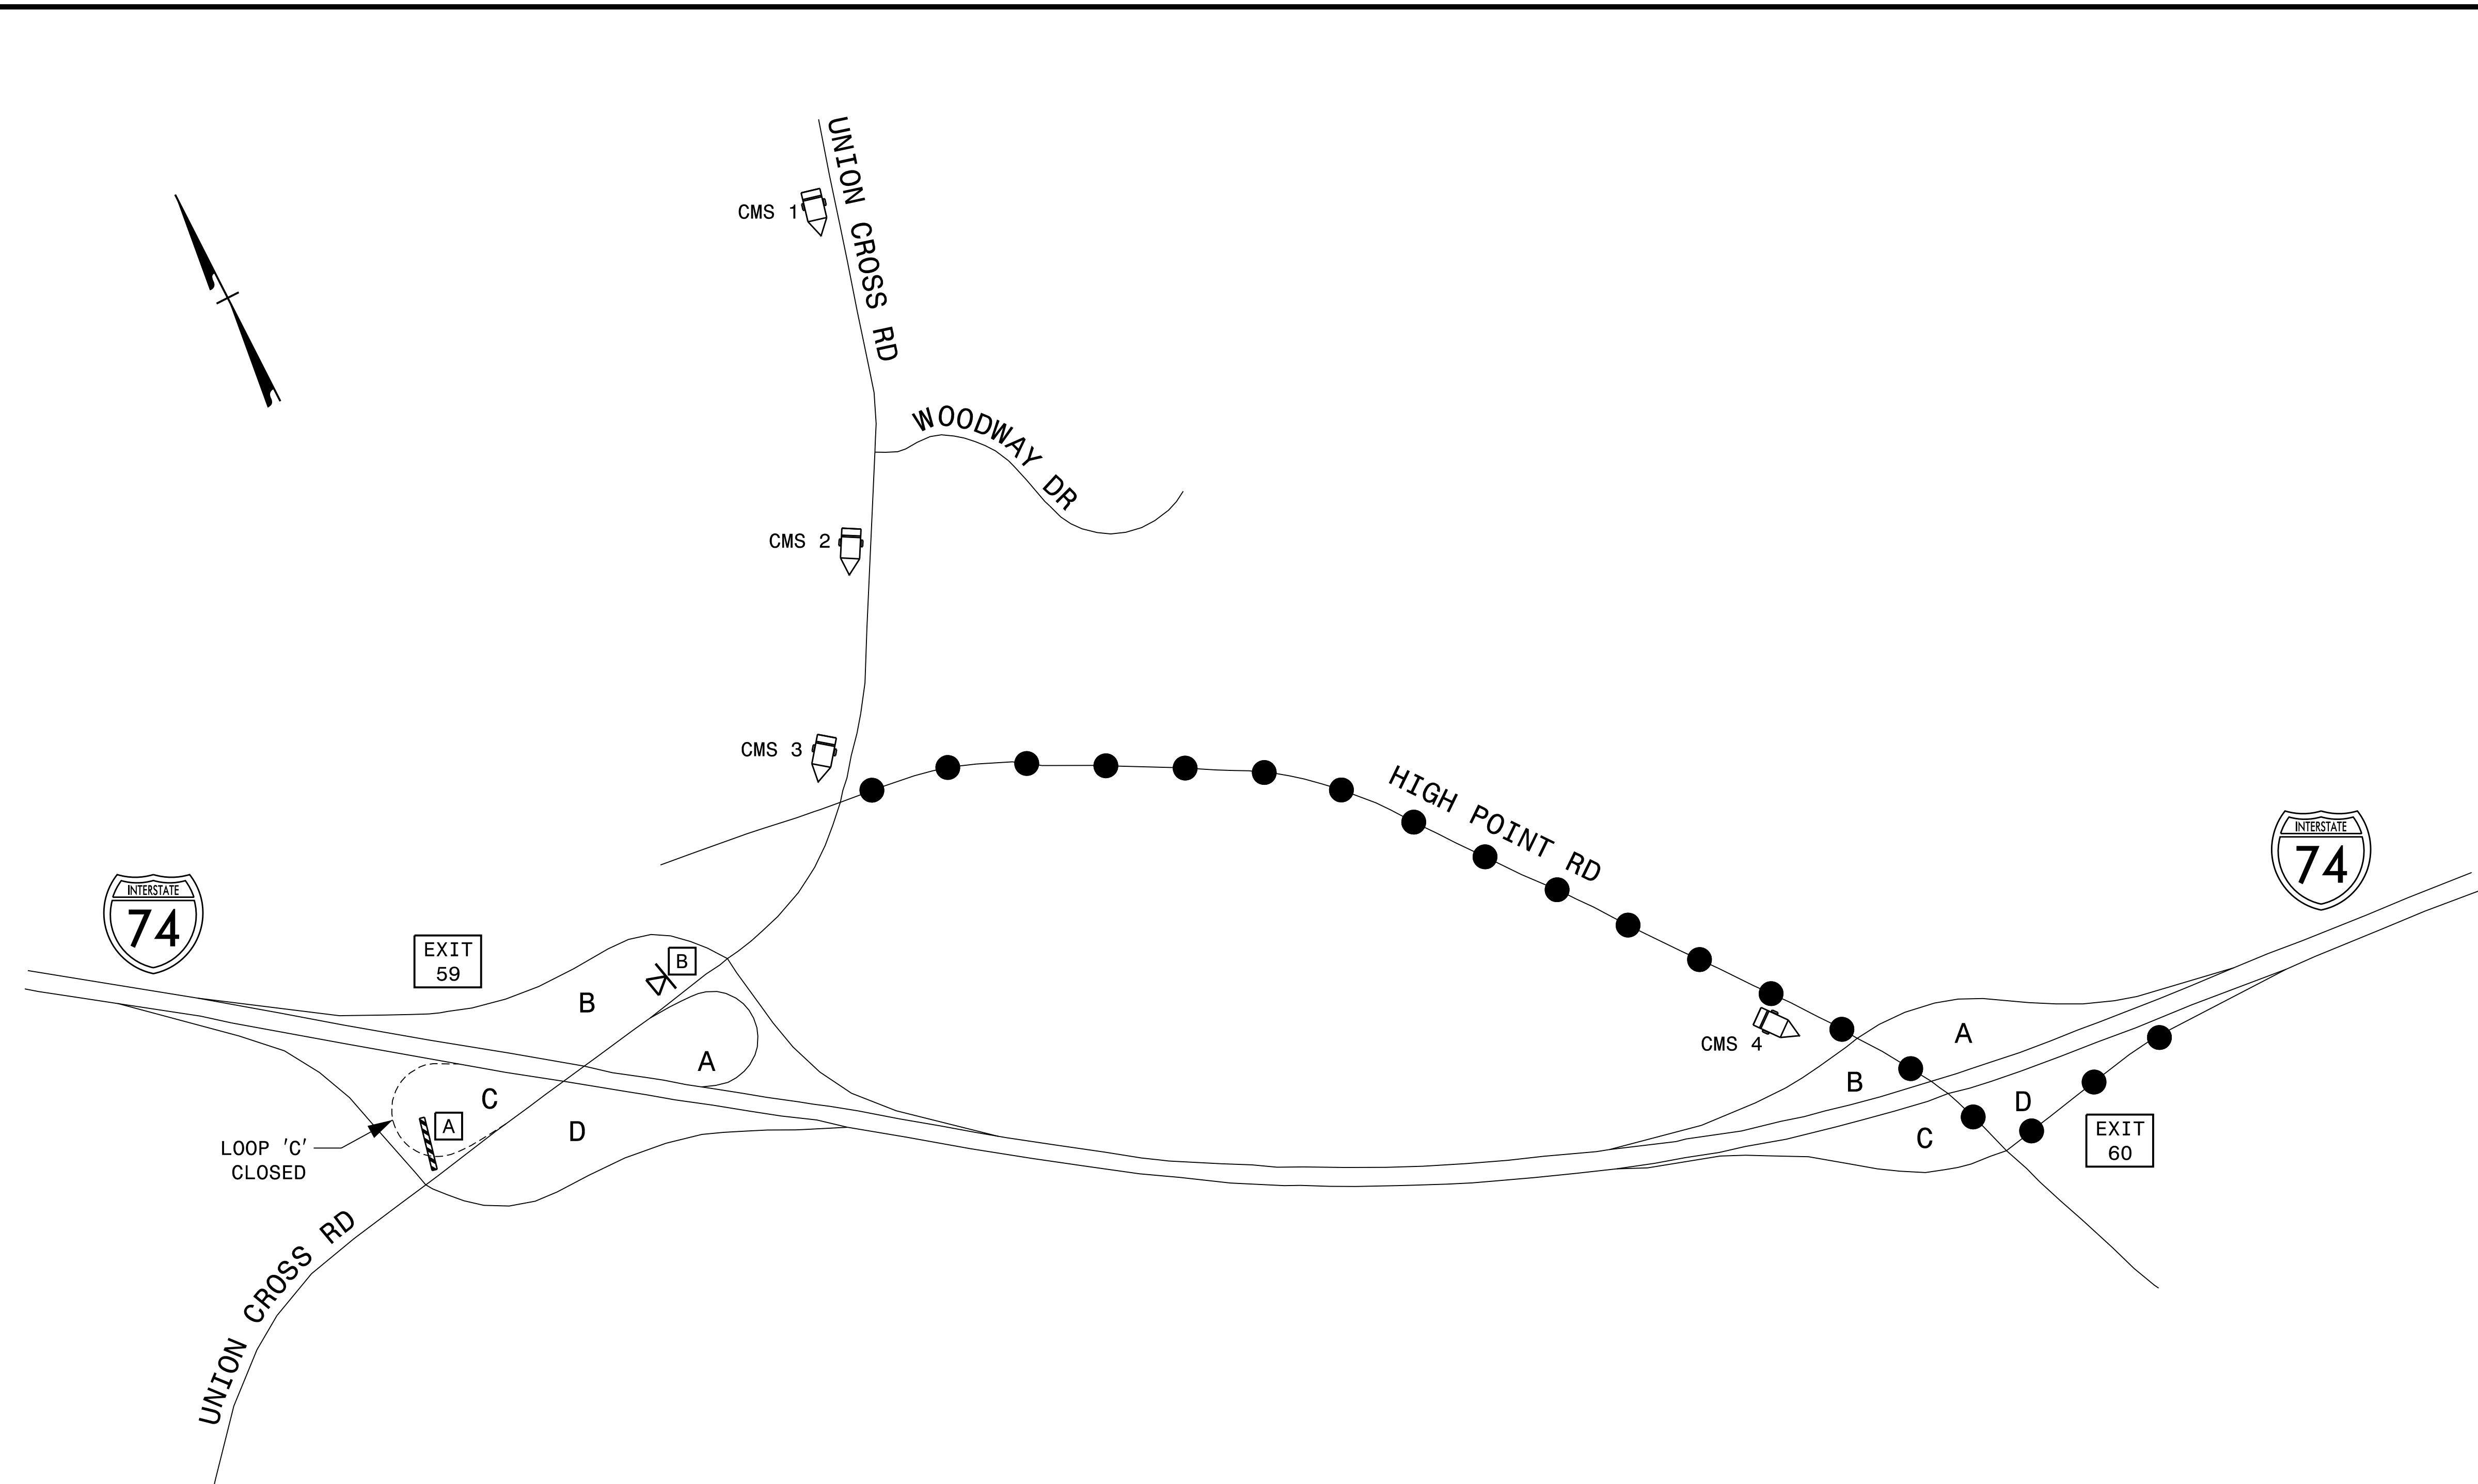 UNION CROSS RD
CMS 1
WOODWAY DR
CMS 2
CMS 3
HIGH POINT RD
INTERSTATE
74
INTERSTATE
74
EXIT
59
B
B
A
C
A
D
LOOP 'C'
CLOSED
UNION CROSS RD
CMS 4
A
B
D
C
EXIT
60